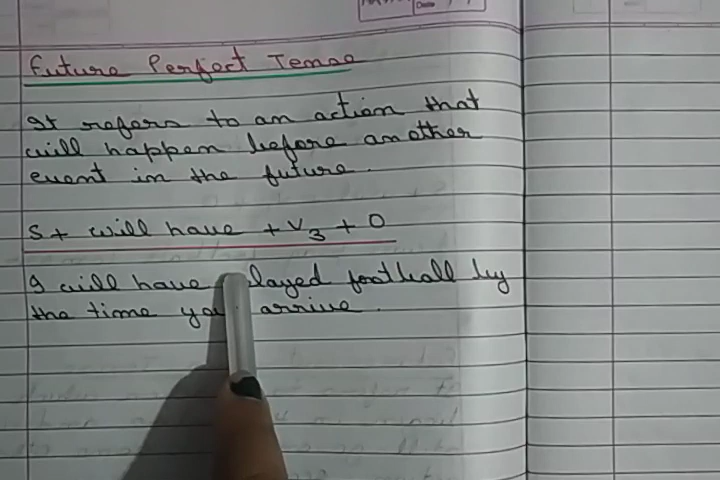 Date
Future Perfect Tense
It refers to an action that
will happen before another
event in the future.
S+ will have + V3 + O
I will have played football by
the time you arrive.